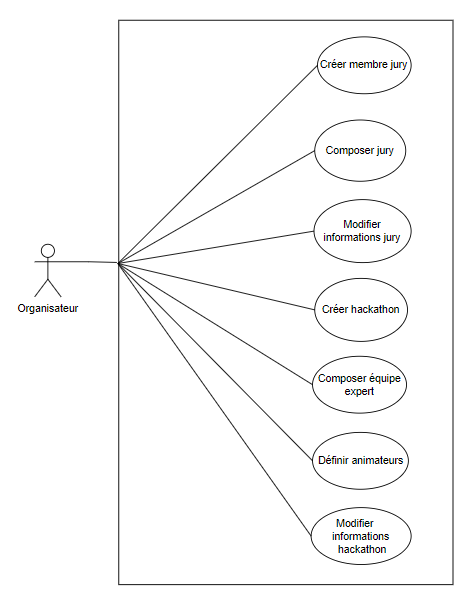 Créer membre jury
Composer jury
Modifier
informations jury
Organisateur
Créer hackathon
Composer équipe
expert
Définir animateurs
Modifier
informations
hackathon